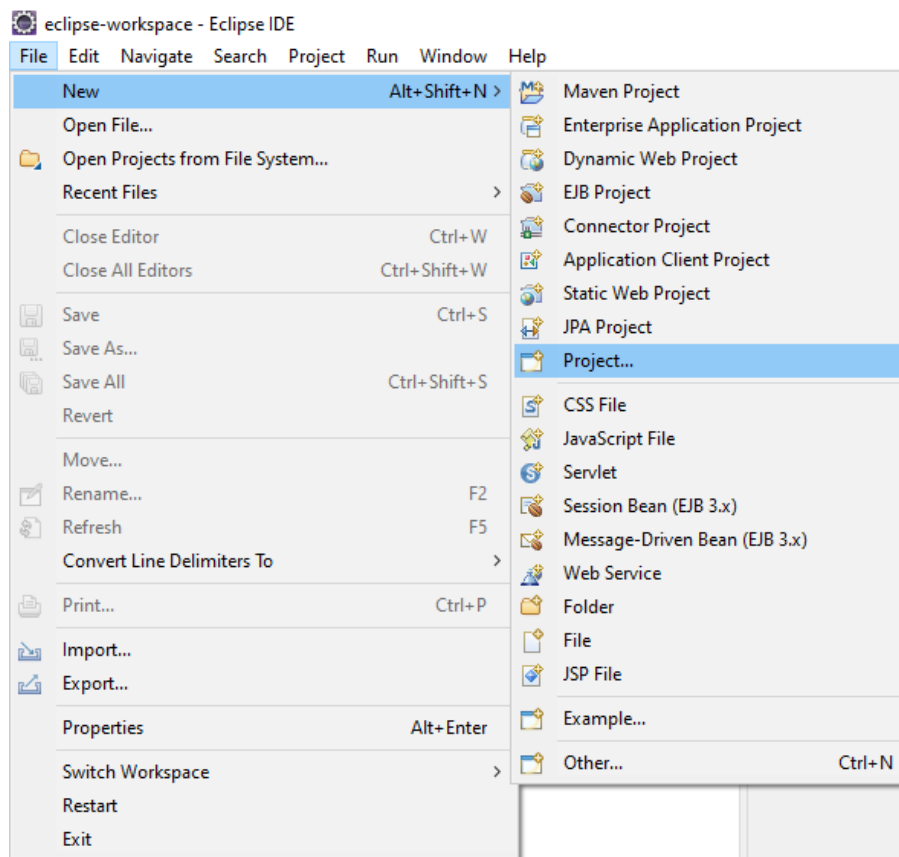 eclipse-workspace - Eclipse IDE
File Edit Navigate Search Project Run Window Help
New Alt+Shift+N >
Open File...
Open Projects from File System...
Recent Files >
Close Editor Ctrl+W
Close All Editors Ctrl+Shift+W
Save Ctrl+S
Save As...
Save All Ctrl+Shift+S
Revert
Move...
Rename... F2
Refresh F5
Convert Line Delimiters To >
Print... Ctrl+P
Import...
Export...
Properties Alt+Enter
Switch Workspace >
Restart
Exit
Maven Project
Enterprise Application Project
Dynamic Web Project
EJB Project
Connector Project
Application Client Project
Static Web Project
JPA Project
Project...
CSS File
JavaScript File
Servlet
Session Bean (EJB 3.x)
Message-Driven Bean (EJB 3.x)
Web Service
Folder
File
JSP File
Example...
Other... Ctrl+N